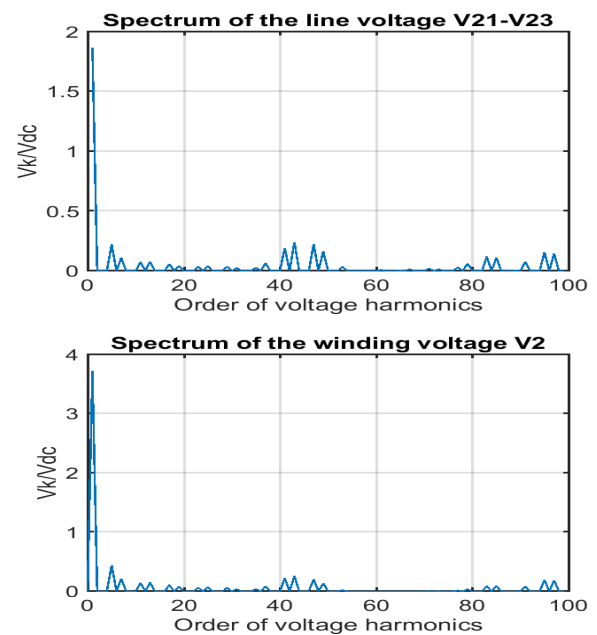 Spectrum of the line voltage V21-V23
2
1.5
1
0.5
0
Vk/Vdc
0 20 40 60 80 100
Order of voltage harmonics
Spectrum of the winding voltage V2
4
3
2
1
0
Vk/Vdc
0 20 40 60 80 100
Order of voltage harmonics